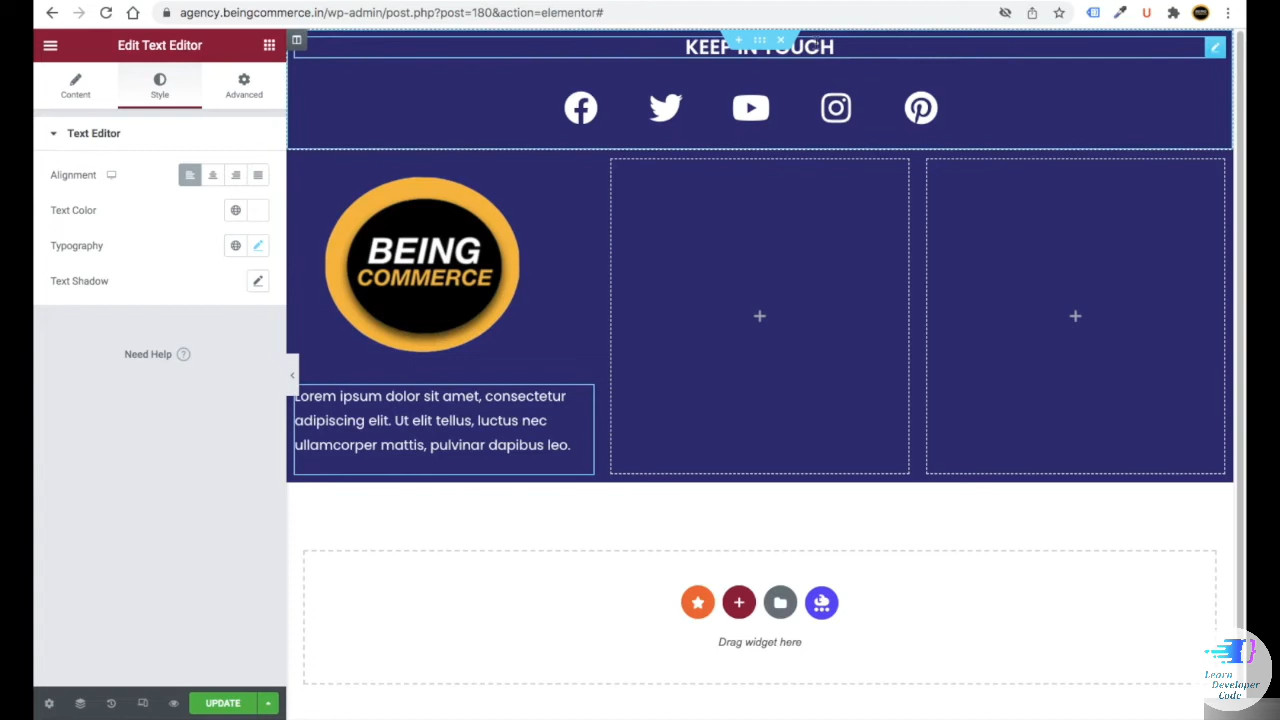 agency.beingcommerce.in/wp-admin/post.php?post=180&action=elementor#
Edit Text Editor
Content
Style
Advanced
Text Editor
Alignment
Text Color
Typography
Text Shadow
Need Help ?
UPDATE
KEEP IN TOUCH
BEING
COMMERCE
Lorem ipsum dolor sit amet, consectetur
adipiscing elit. Ut elit tellus, luctus nec
ullamcorper mattis, pulvinar dapibus leo.
Drag widget here
Learn
Developer
Code